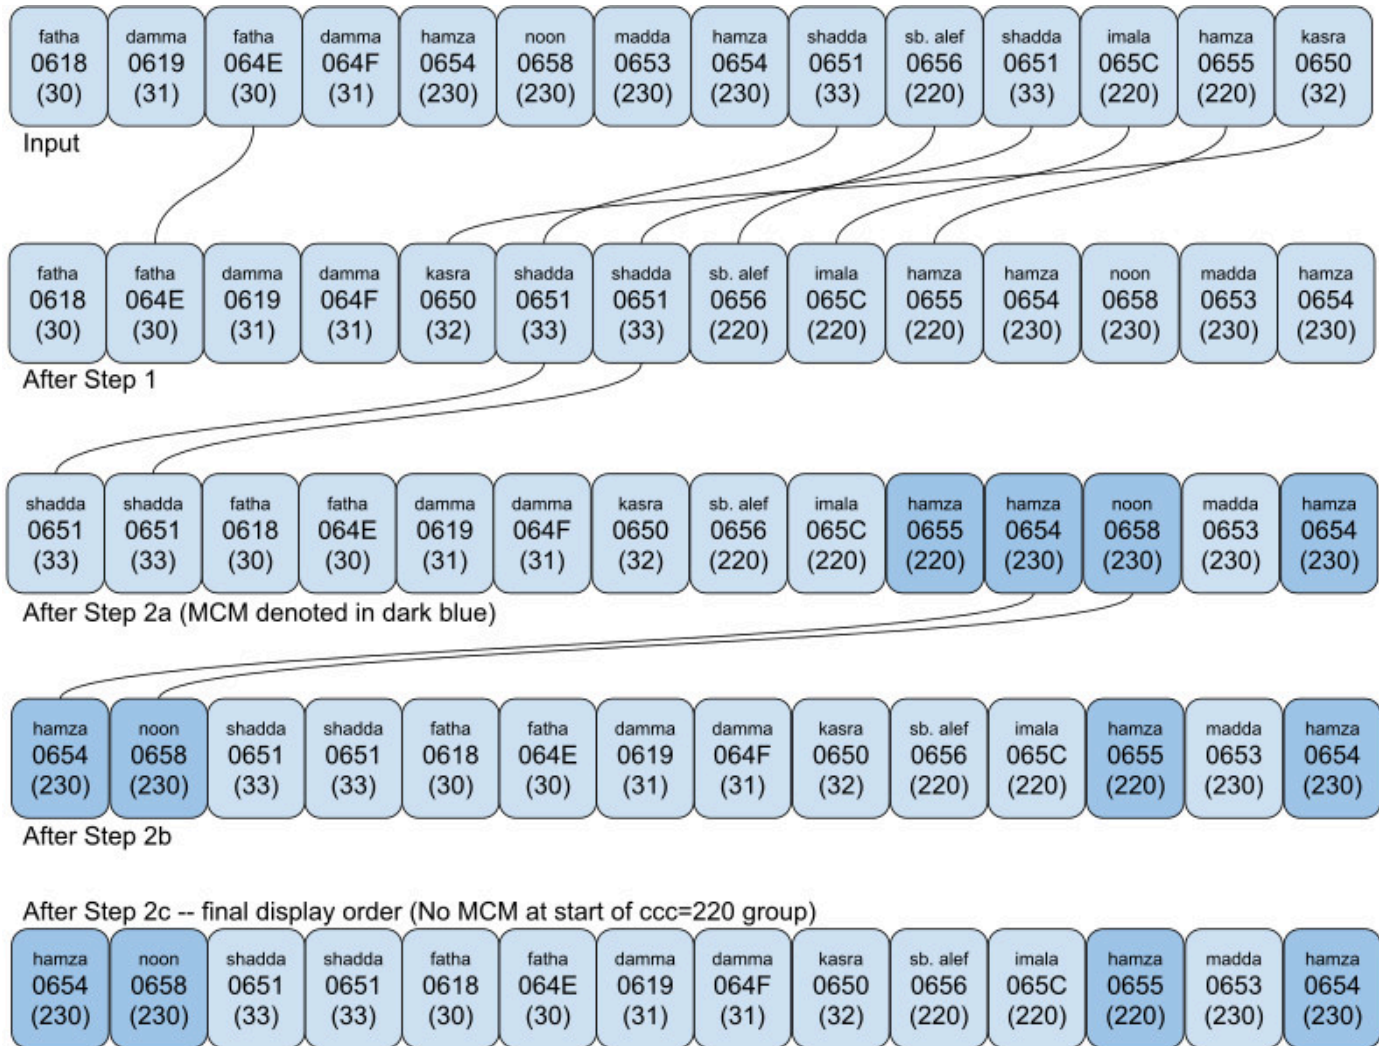 fatha damma fatha damma hamza noon madda hamza shadda sb. alef shadda imala hamza kasra
0618 0619 064E 064F 0654 0658 0653 0654 0651 0656 0651 065C 0655 0650
(30) (31) (30) (31) (230) (230) (230) (230) (33) (220) (33) (220) (220) (32)
Input
fatha fatha damma damma kasra shadda shadda sb. alef imala hamza hamza noon madda hamza
0618 064E 0619 064F 0650 0651 0651 0656 065C 0655 0654 0658 0653 0654
(30) (30) (31) (31) (32) (33) (33) (220) (220) (220) (230) (230) (230) (230)
After Step 1
shadda shadda fatha fatha damma damma kasra sb. alef imala hamza hamza noon madda hamza
0651 0651 0618 064E 0619 064F 0650 0656 065C 0655 0654 0658 0653 0654
(33) (33) (30) (30) (31) (31) (32) (220) (220) (220) (230) (230) (230) (230)
After Step 2a (MCM denoted in dark blue)
hamza noon shadda shadda fatha fatha damma damma kasra sb. alef imala hamza madda hamza
0654 0658 0651 0651 0618 064E 0619 064F 0650 0656 065C 0655 0653 0654
(230) (230) (33) (33) (30) (30) (31) (31) (32) (220) (220) (220) (230) (230)
After Step 2b
After Step 2c -- final display order (No MCM at start of ccc=220 group)
hamza noon shadda shadda fatha fatha damma damma kasra sb. alef imala hamza madda hamza
0654 0658 0651 0651 0618 064E 0619 064F 0650 0656 065C 0655 0653 0654
(230) (230) (33) (33) (30) (30) (31) (31) (32) (220) (220) (220) (230) (230)